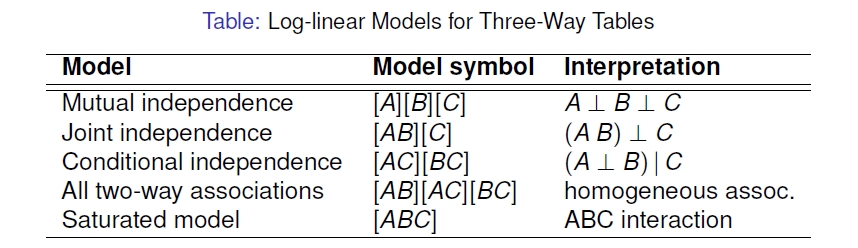 Table: Log-linear Models for Three-Way Tables
Model Model symbol Interpretation
Mutual independence [A][B][C] A ⊥ B ⊥ C
Joint independence [AB][C] (A B) ⊥ C
Conditional independence [AC][BC] (A ⊥ B) | C
All two-way associations [AB][AC][BC] homogeneous assoc.
Saturated model [ABC] ABC interaction